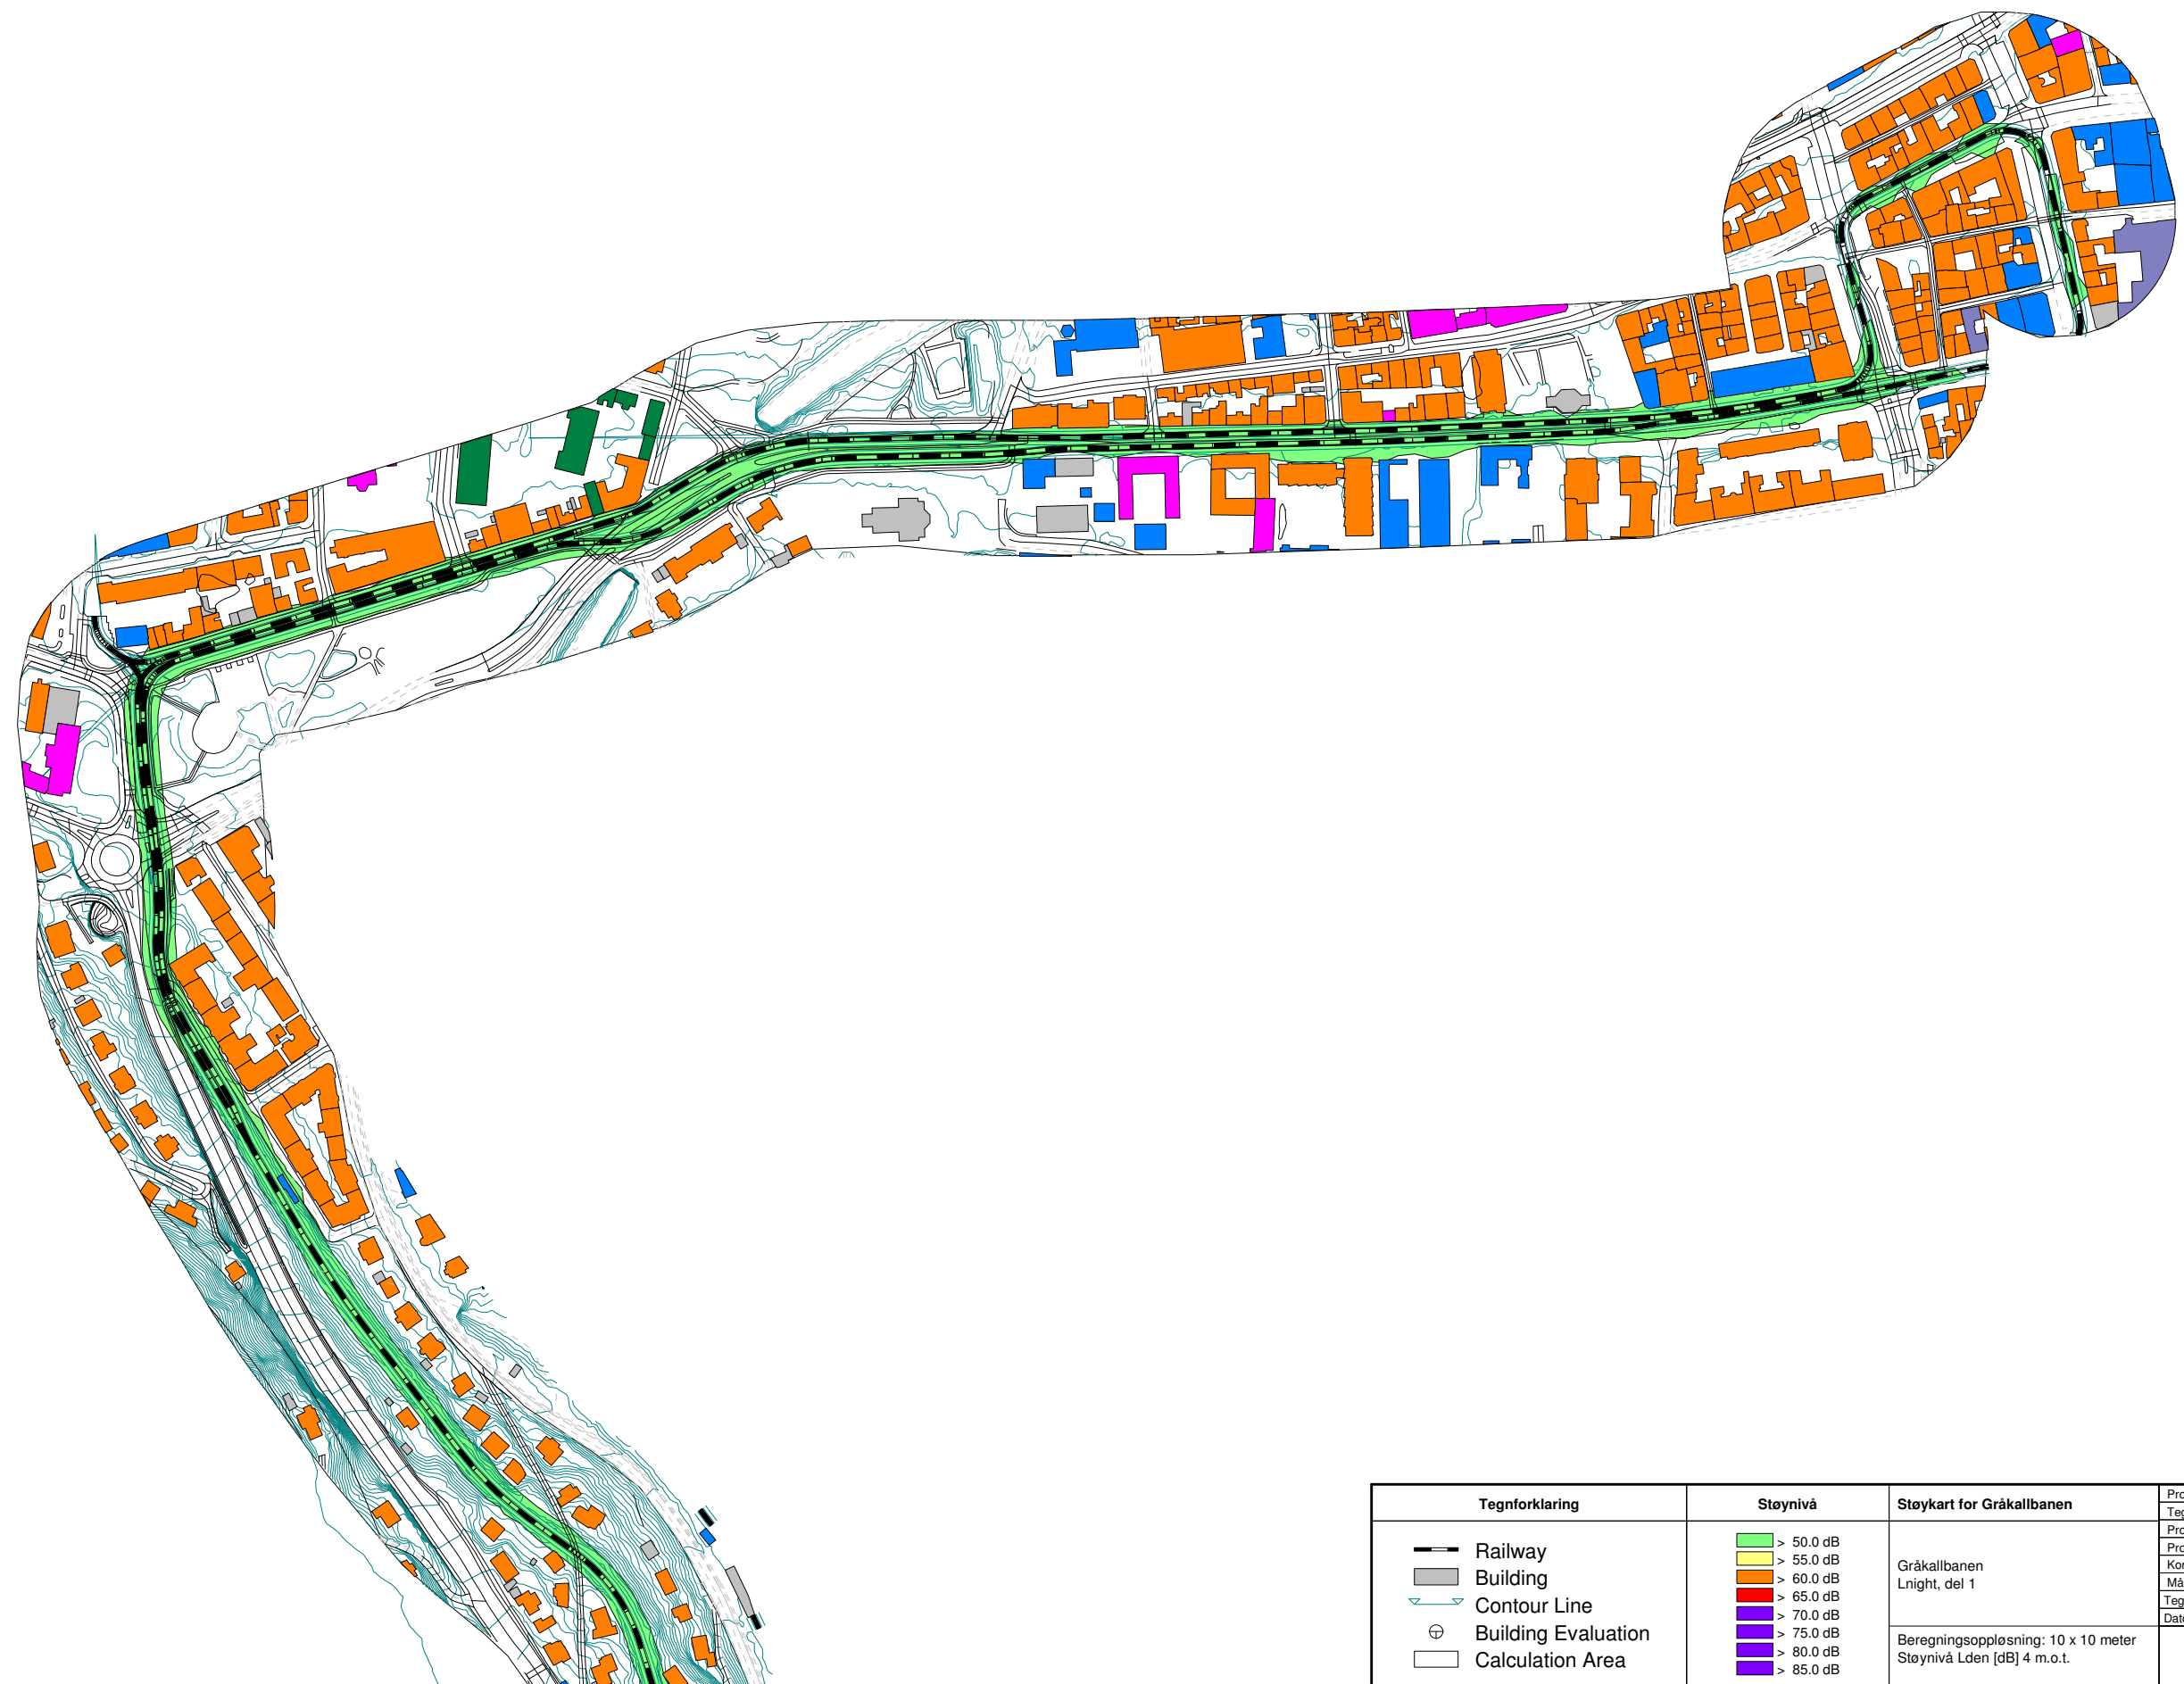 Tegnforklaring
Railway
Building
Contour Line
Building Evaluation
Calculation Area
Støynivå
> 50.0 dB
> 55.0 dB
> 60.0 dB
> 65.0 dB
> 70.0 dB
> 75.0 dB
> 80.0 dB
> 85.0 dB
Støykart for Gråkallbanen
Gråkallbanen
Lnight, del 1
Beregningsoppløsning: 10 x 10 meter
Støynivå Lden [dB] 4 m.o.t.